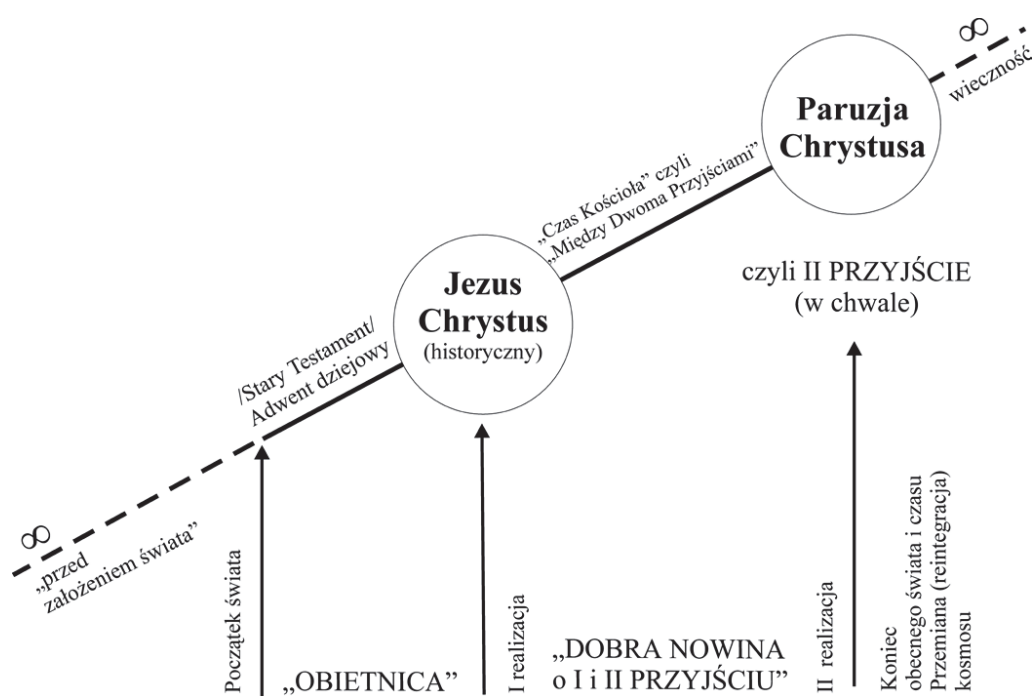 ∞
wieczność
Paruzja
Chrystusa
„Czas Kościoła” czyli
„Między Dwoma Przyjściami”
czyli II PRZYJŚCIE
(w chwale)
Jezus
Chrystus
(historyczny)
/Stary Testament/
Adwent dziejowy
∞
„przed
założeniem świata”
Początek świata
„OBIETNICA”
I realizacja
„DOBRA NOWINA
o I i II PRZYJŚCIU”
II realizacja
Koniec
obecenego świata i czasu
Przemiana (reintegracja)
kosmosu